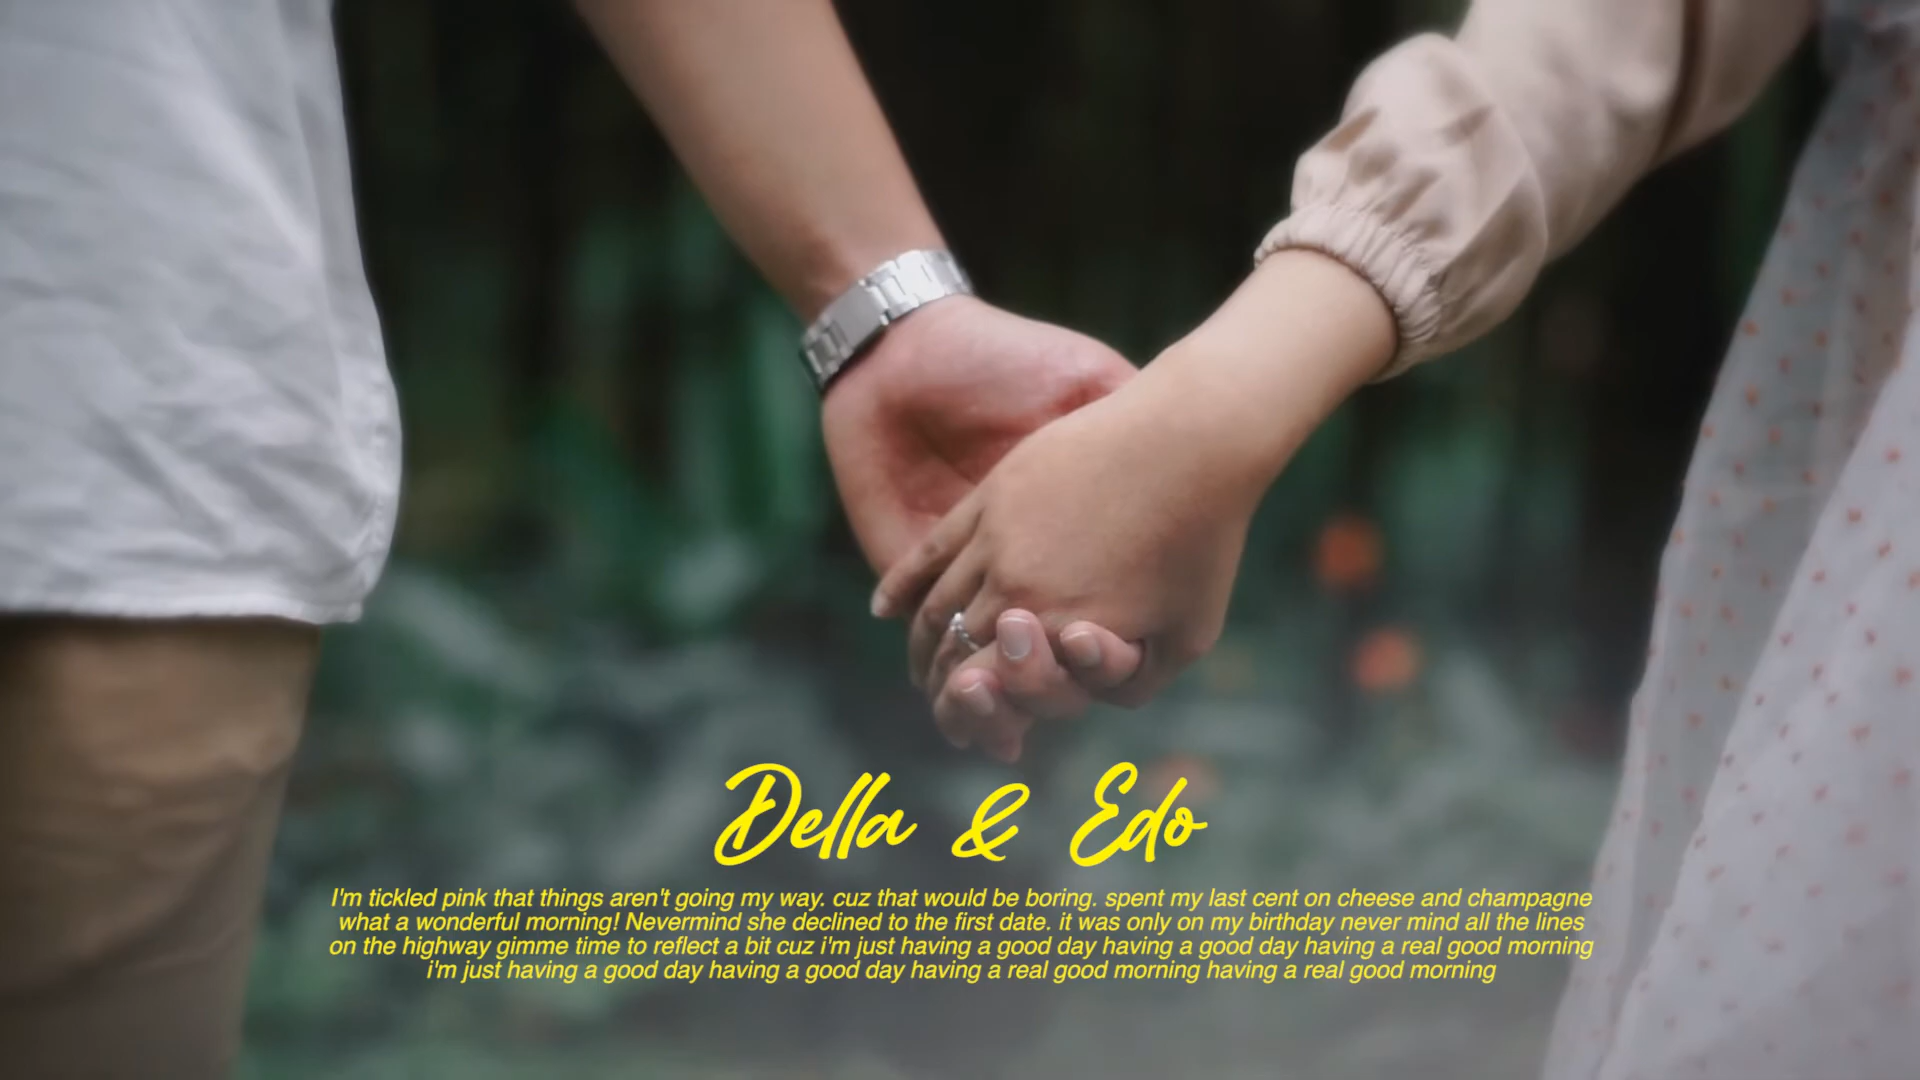 Della & Edo
I'm tickled pink that things aren't going my way. cuz that would be boring. spent my last cent on cheese and champagne
what a wonderful morning! Nevermind she declined to the first date. it was only on my birthday never mind all the lines
on the highway gimme time to reflect a bit cuz i'm just having a good day having a good day having a real good morning
i'm just having a good day having a good day having a real good morning having a real good morning